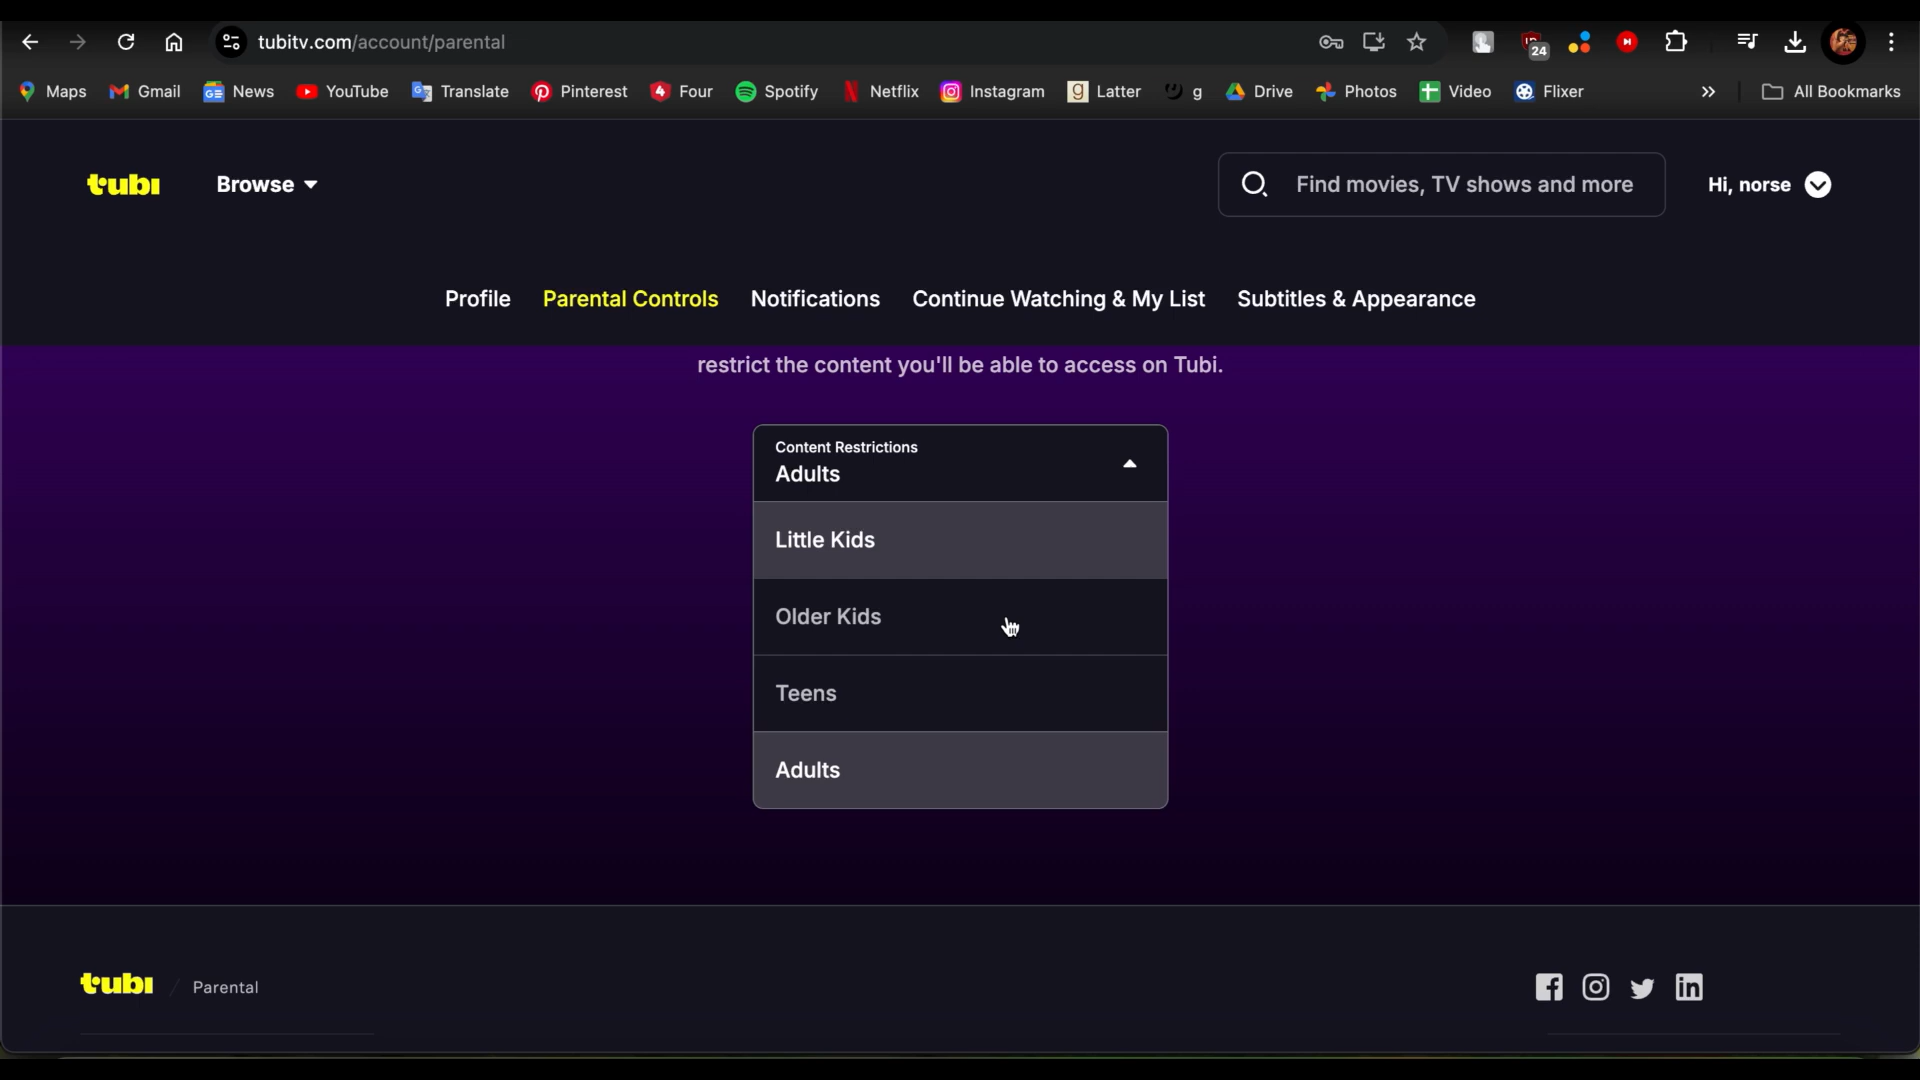 tubitv.com/account/parental
24
Maps Gmail News YouTube Translate Pinterest Four Spotify Netflix Instagram Latter g Drive Photos Video Flixer » All Bookmarks
tubi Browse Find movies, TV shows and more Hi, norse
Profile Parental Controls Notifications Continue Watching & My List Subtitles & Appearance
restrict the content you'll be able to access on Tubi.
Content Restrictions
Adults
Little Kids
Older Kids
Teens
Adults
tubi / Parental